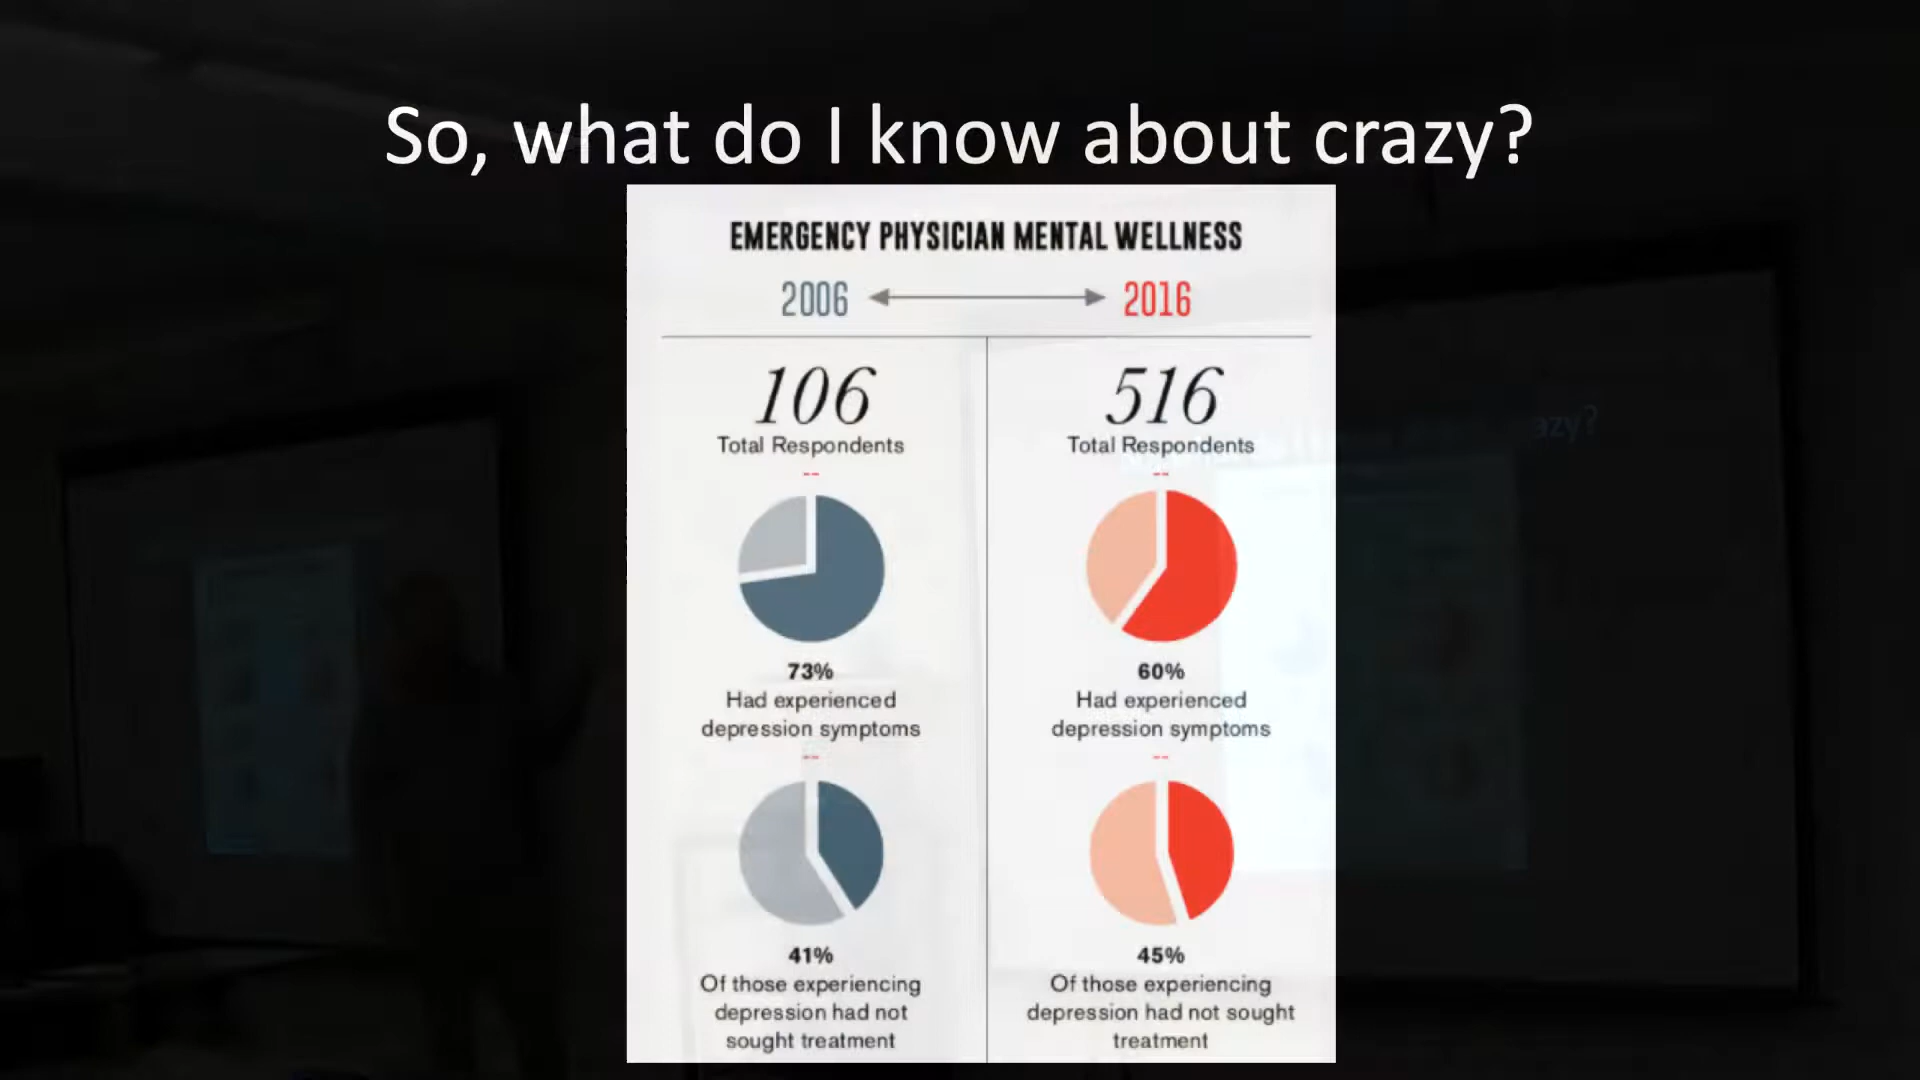 So, what do I know about crazy?
EMERGENCY PHYSICIAN MENTAL WELLNESS
2006 2016
106
Total Respondents
--
73%
Had experienced
depression symptoms
--
41%
Of those experiencing
depression had not
sought treatment
516
Total Respondents
--
60%
Had experienced
depression symptoms
--
45%
Of those experiencing
depression had not sought
treatment
azy?